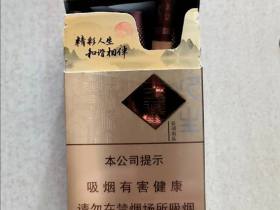 精彩人生
和谐相伴
本公司提示
吸烟有害健康
请勿在禁烟场所吸烟